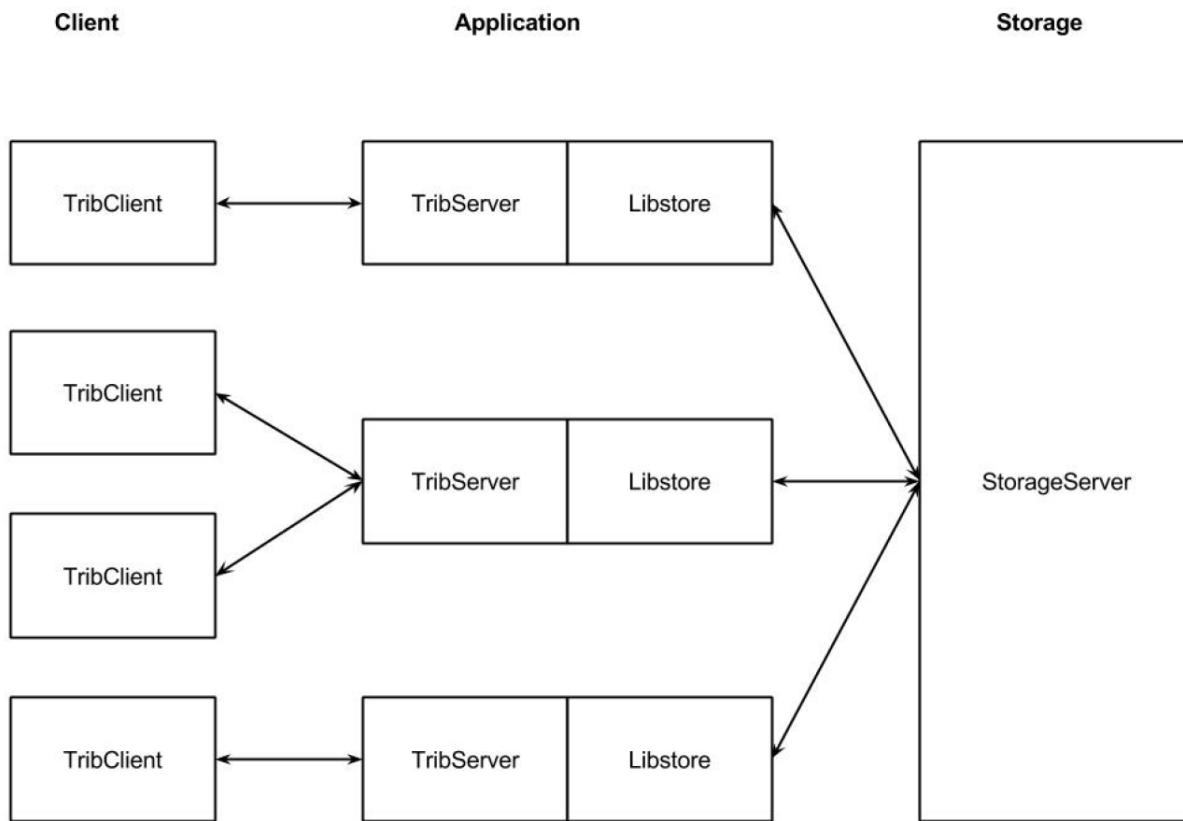 Client Application Storage
TribClient TribServer Libstore
TribClient
TribServer Libstore StorageServer
TribClient
TribClient TribServer Libstore